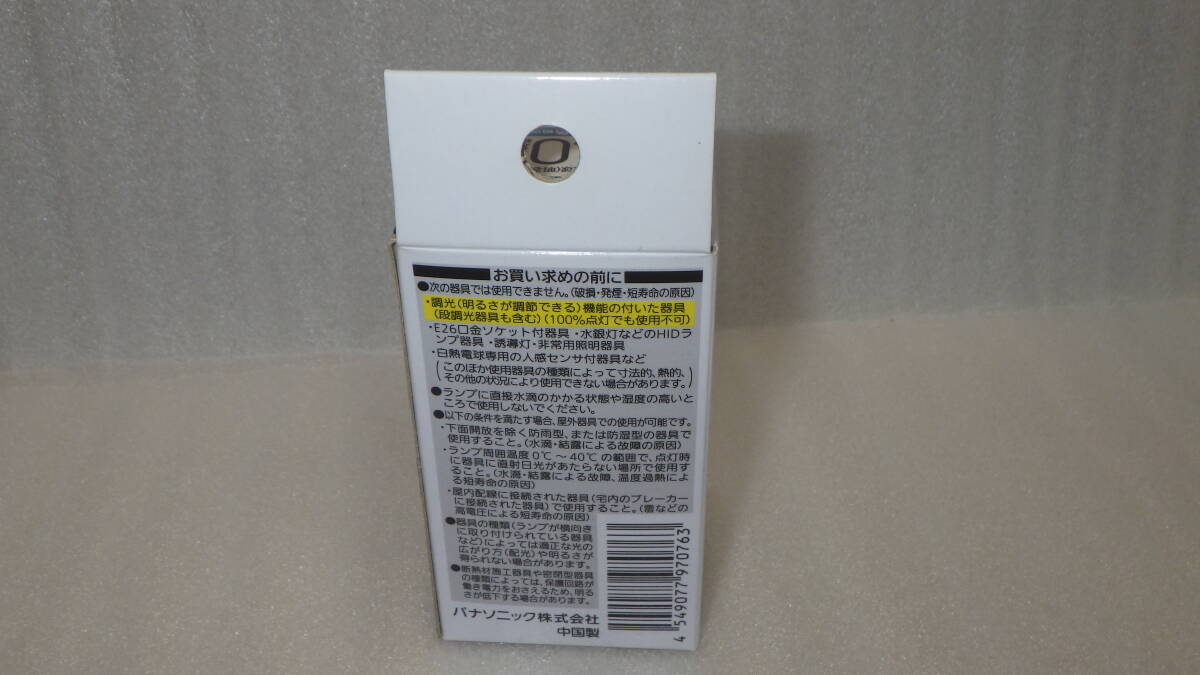 お買い求めの前に
●次の器具では使用できません。(破損・発煙・短寿命の原因)
・調光(明るさが調節できる)機能の付いた器具
(段調光器具も含む)(100%点灯でも使用不可)
・E26口金ソケット付器具 ・水銀灯などのHIDラ
ンプ器具 ・誘導灯・非常用照明器具
・白熱電球専用の人感センサ付器具など
(このほか使用器具の種類によって寸法的、熱的、
その他の状況により使用できない場合があります。)
●ランプに直接水滴のかかる状態や湿度の高いと
ころで使用しないでください。
●以下の条件を満たす場合、屋外器具での使用が可能です。
・下面開放を除く防雨型、または防湿型の器具で
使用すること。(水滴・結露による故障の原因)
・ランプ周囲温度0℃～40℃の範囲で、点灯時
に器具に直射日光があたらない場所で使用す
ること。(水滴・結露による故障、温度過熱によ
る短寿命の原因)
・屋内配線に接続された器具(宅内のブレーカー
に接続された器具)で使用すること。(雷などの
高電圧による短寿命の原因)
●器具の種類(ランプが横向き
に取り付けられている器具
など)によっては適正な光の
広がり方(配光)や明るさが
得られない場合があります。
●断熱材施工器具や密閉型器具
の種類によっては、保護回路が
働き電力をおさえるため、明る
さが低下する場合があります。
パナソニック株式会社
中国製
4 549077 970763